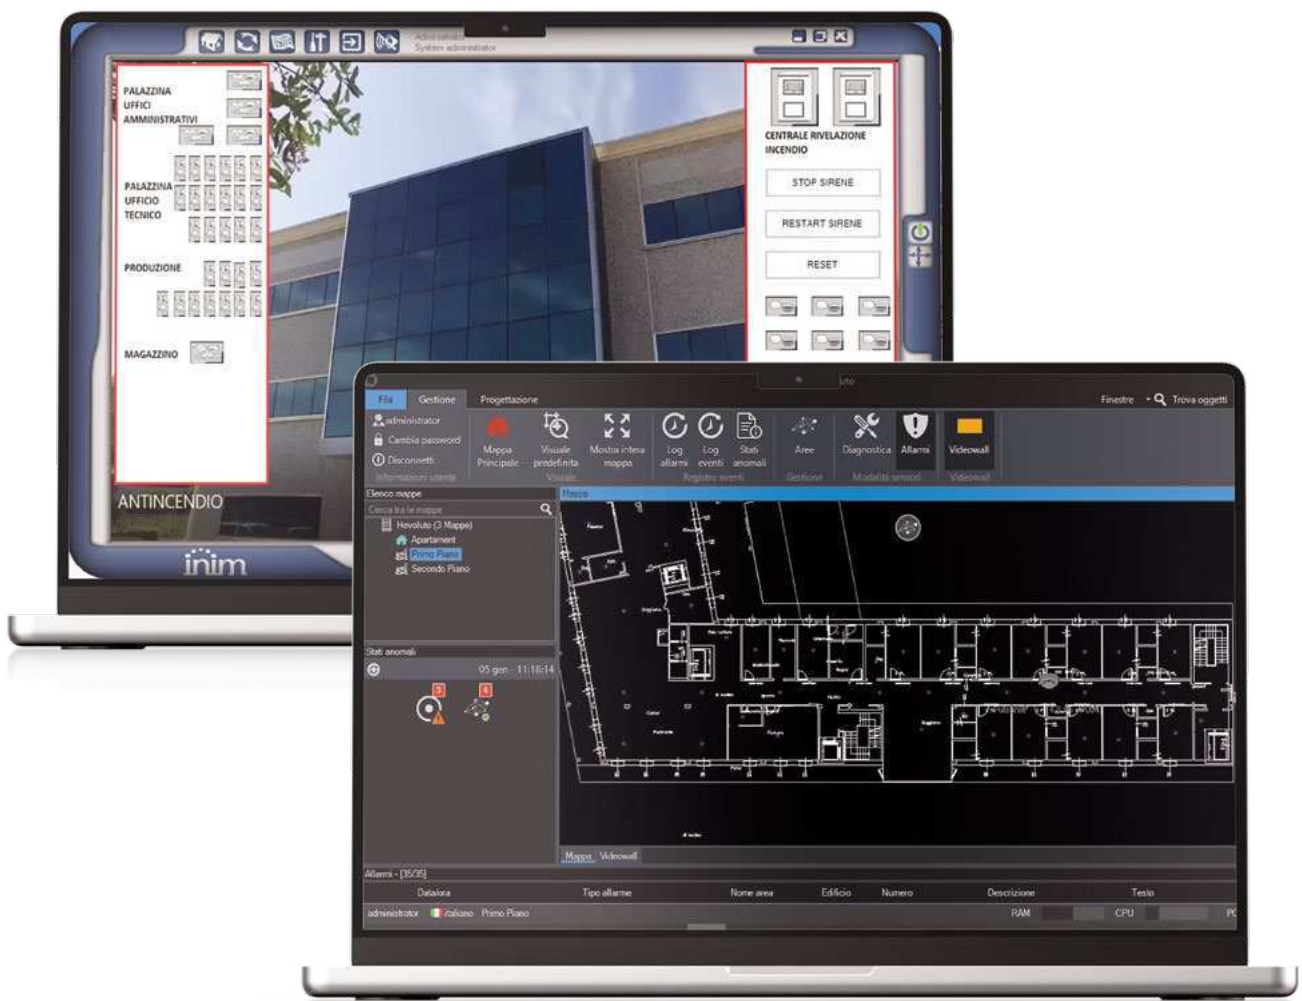 Administrator
System administrator
PALAZZINA
UFFICI
AMMINISTRATIVI
PALAZZINA
UFFICIO
TECNICO
PRODUZIONE
MAGAZZINO
CENTRALE RIVELAZIONE
INCENDIO
STOP SIRENE
RESTART SIRENE
RESET
ANTINCENDIO
inim
File Gestione Progettazione Finestre Trova oggetti
administrator
Cambia password
Disconnetti
Informazioni utente
Mappa
Principale
Visuale
predefinita
Mostra intera
mappa
Visuale
Log
allarmi
Log
eventi
Stati
anomali
Registro eventi
Aree
Gestione
Diagnostica Allarmi
Modalità sensori
Videowall
Videowall
Elenco mappe
Mappa
Cerca tra le mappe
Hevoluto (3 Mappe)
Apartament
Primo Piano
Secondo Piano
Stati anomali
05 gen - 11:18:14
3 4
Mappa Videowall
Allarmi - [35/35]
Data/ora Tipo allarme Nome area Edificio Numero Descrizione Testo
administrator italiano Primo Piano RAM CPU